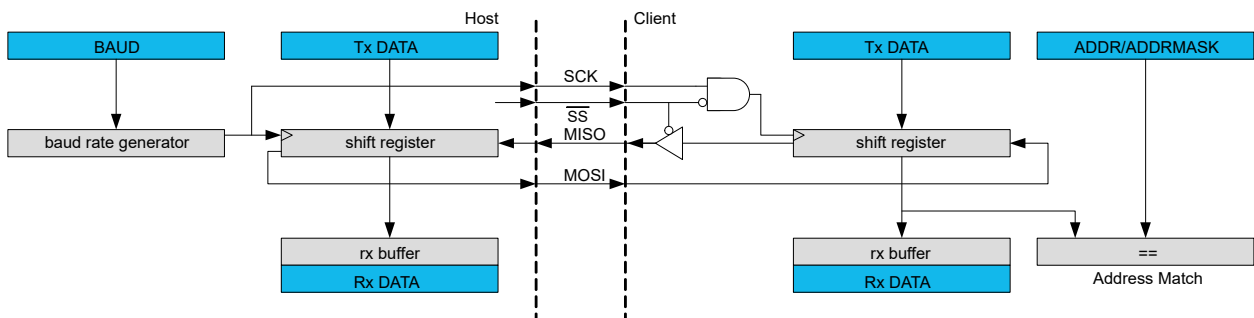 Host
Client
BAUD
Tx DATA
Tx DATA
ADDR/ADDRMASK
SCK
SS
baud rate generator
shift register
MISO
shift register
MOSI
rx buffer
rx buffer
==
Rx DATA
Rx DATA
Address Match